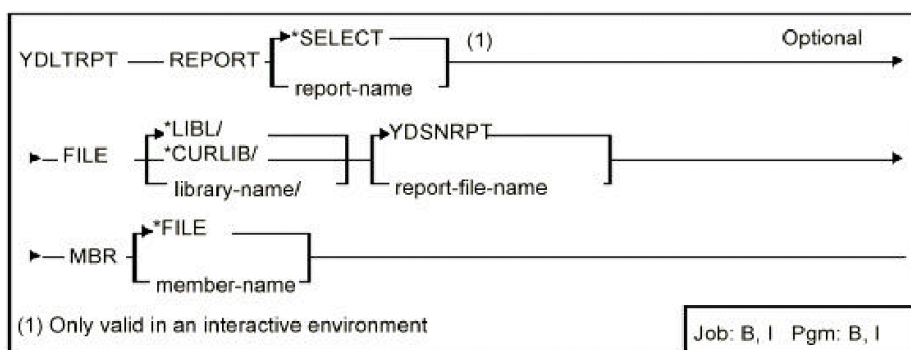 *SELECT (1) Optional
YDLTRPT REPORT
report-name
*LIBL/ YDSNRPT
FILE *CURLIB/
library-name/ report-file-name
*FILE
MBR
member-name
(1) Only valid in an interactive environment
Job: B, I Pgm: B, I